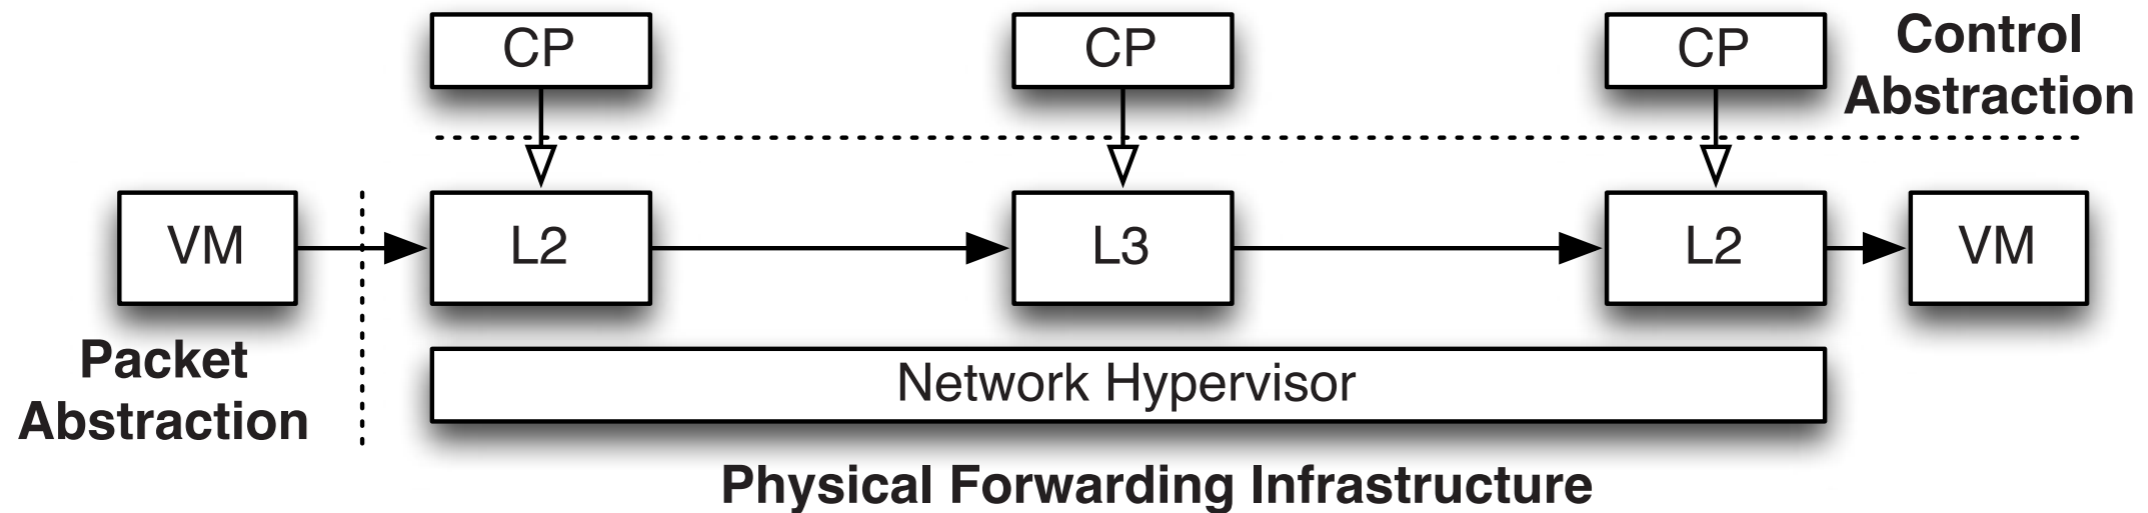 CP
CP
CP
Control
Abstraction
VM
L2
L3
L2
VM
Packet
Abstraction
Network Hypervisor
Physical Forwarding Infrastructure